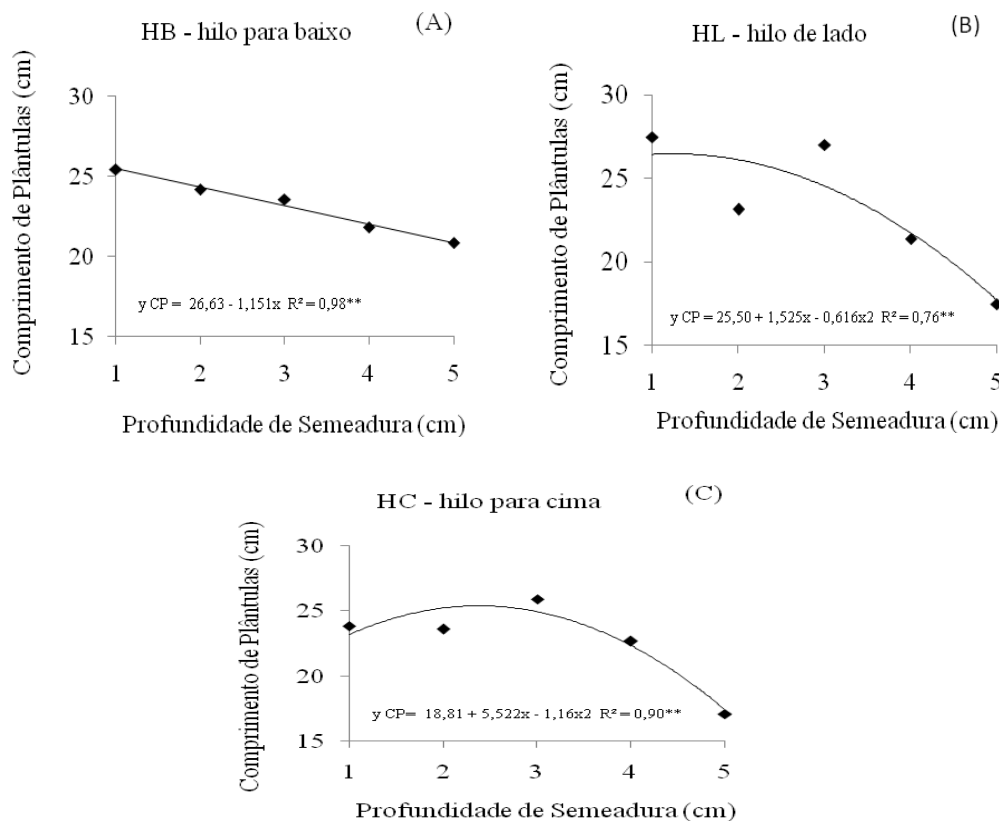 HB - hilo para baixo
(A)
Comprimento de Plântulas (cm)
30
25
20
15
y CP = 26,63 - 1,151x R² = 0,98**
1 2 3 4 5
Profundidade de Semeadura (cm)
HL - hilo de lado
(B)
Comprimento de Plântulas (cm)
30
25
20
15
y CP = 25,50 + 1,525x - 0,616x2 R² = 0,76**
1 2 3 4 5
Profundidade de Semeadura (cm)
HC - hilo para cima
(C)
Comprimento de Plântulas (cm)
30
25
20
15
y CP= 18,81 + 5,522x - 1,16x2 R² = 0,90**
1 2 3 4 5
Profundidade de Semeadura (cm)